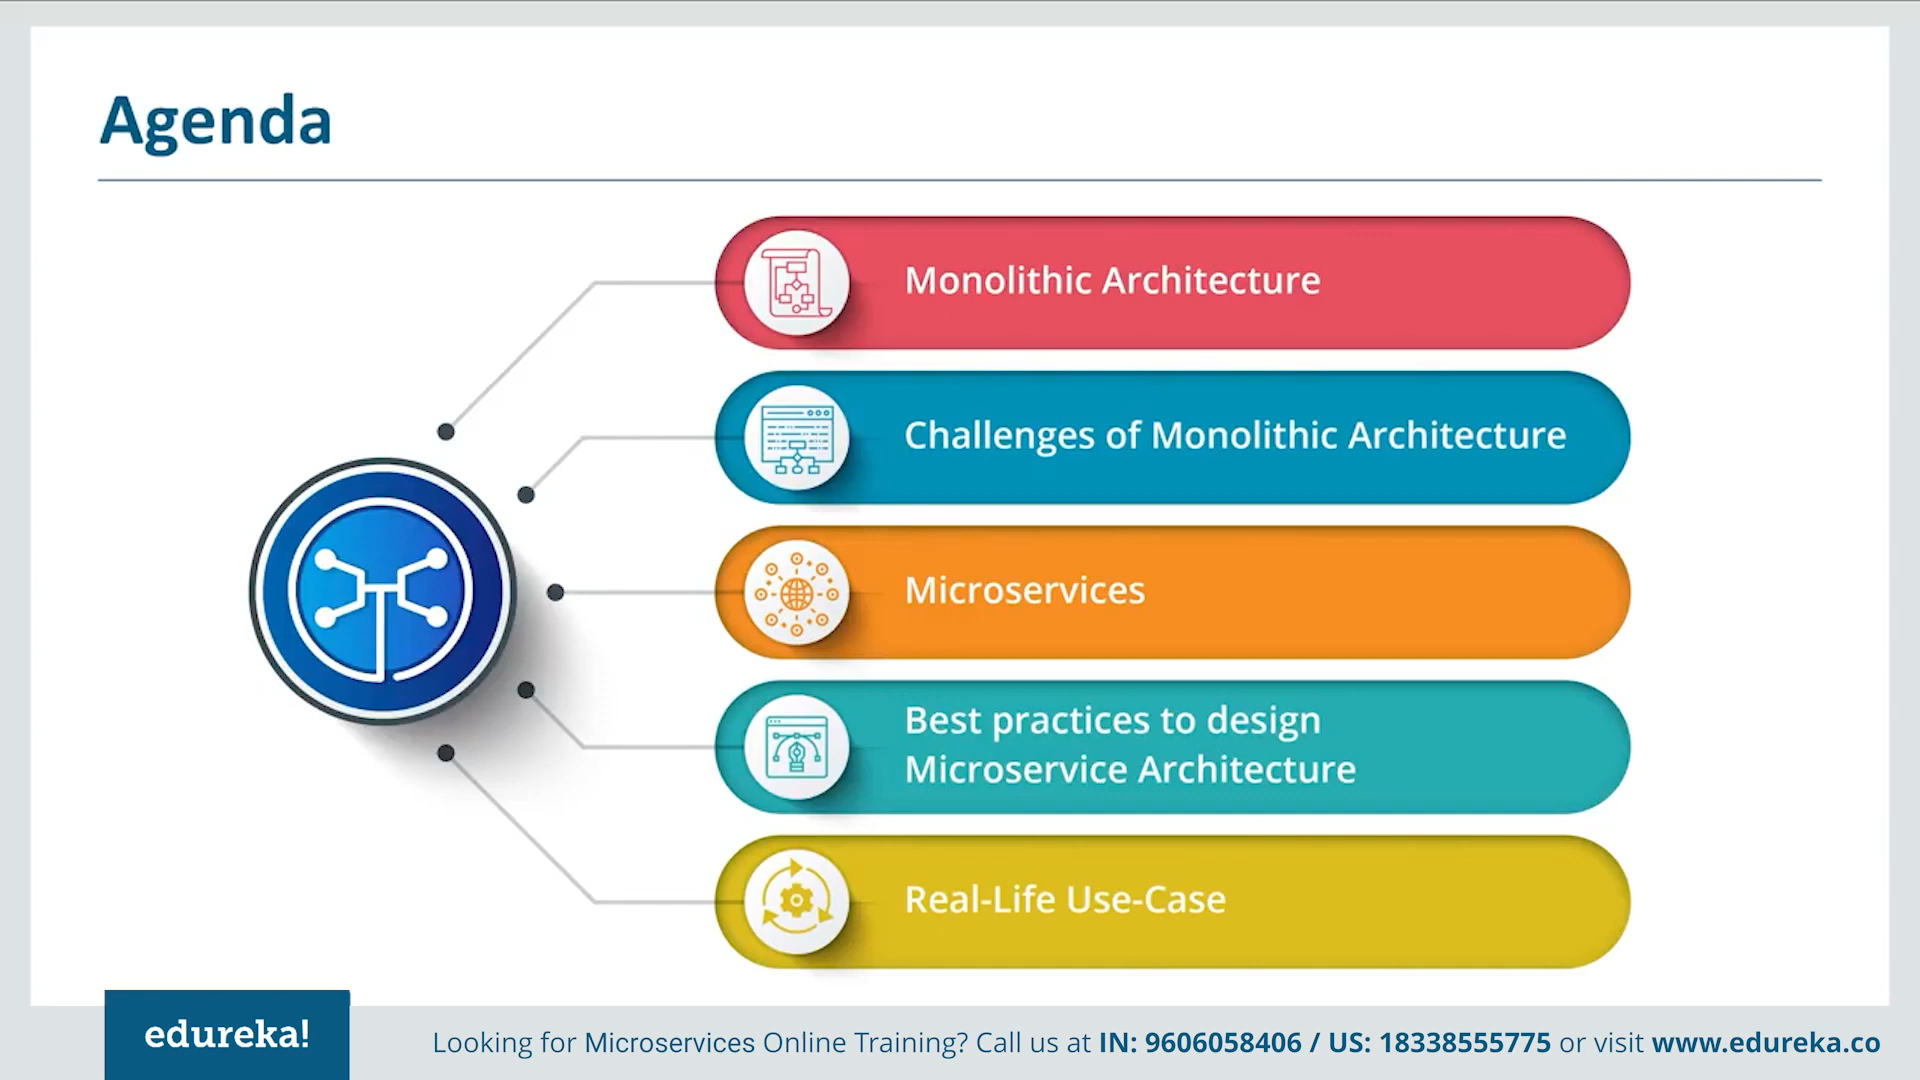 Agenda
Monolithic Architecture
Challenges of Monolithic Architecture
Microservices
Best practices to design
Microservice Architecture
Real-Life Use-Case
edureka!
Looking for Microservices Online Training? Call us at IN: 9606058406 / US: 18338555775 or visit www.edureka.co